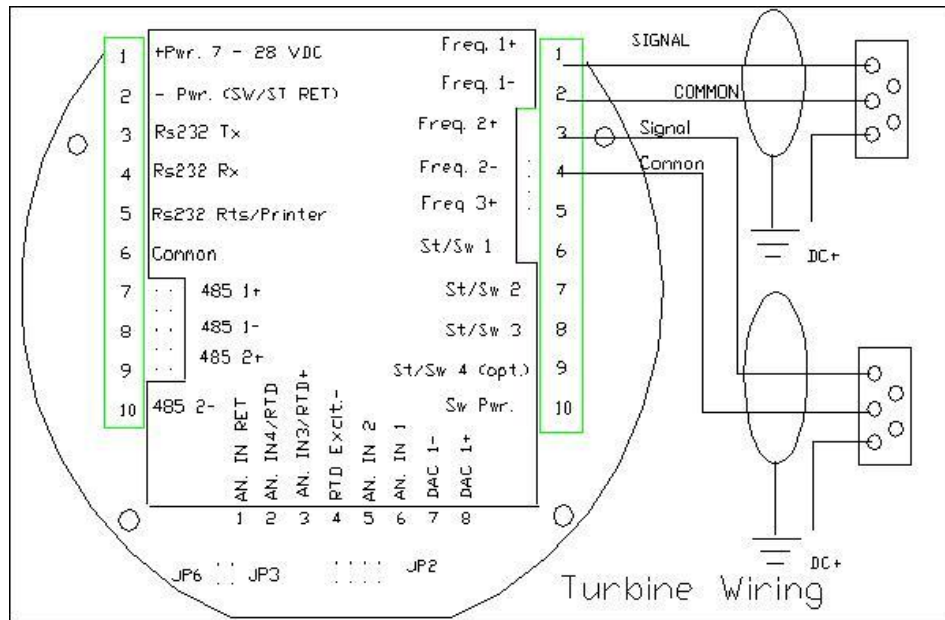 1 +Pwr. 7 - 28 VDC
2 - Pwr. (SW/ST RET)
3 Rs232 Tx
4 Rs232 Rx
5 Rs232 Rts/Printer
6 Common
7 485 1+
8 485 1-
9 485 2+
10 485 2-
Freq. 1+ 1
Freq. 1- 2
Freq. 2+ 3
Freq. 2- 4
Freq 3+ 5
St/Sw 1 6
St/Sw 2 7
St/Sw 3 8
St/Sw 4 (opt.) 9
Sw Pwr. 10
SIGNAL
COMMON
Signal
Common
DC+
DC+
AN. IN RET
AN. IN4/RTD
AN. IN3/RTD+
RTD Excit.-
AN. IN 2
AN. IN 1
DAC 1-
DAC 1+
1 2 3 4 5 6 7 8
JP6 JP3 JP2
Turbine Wiring